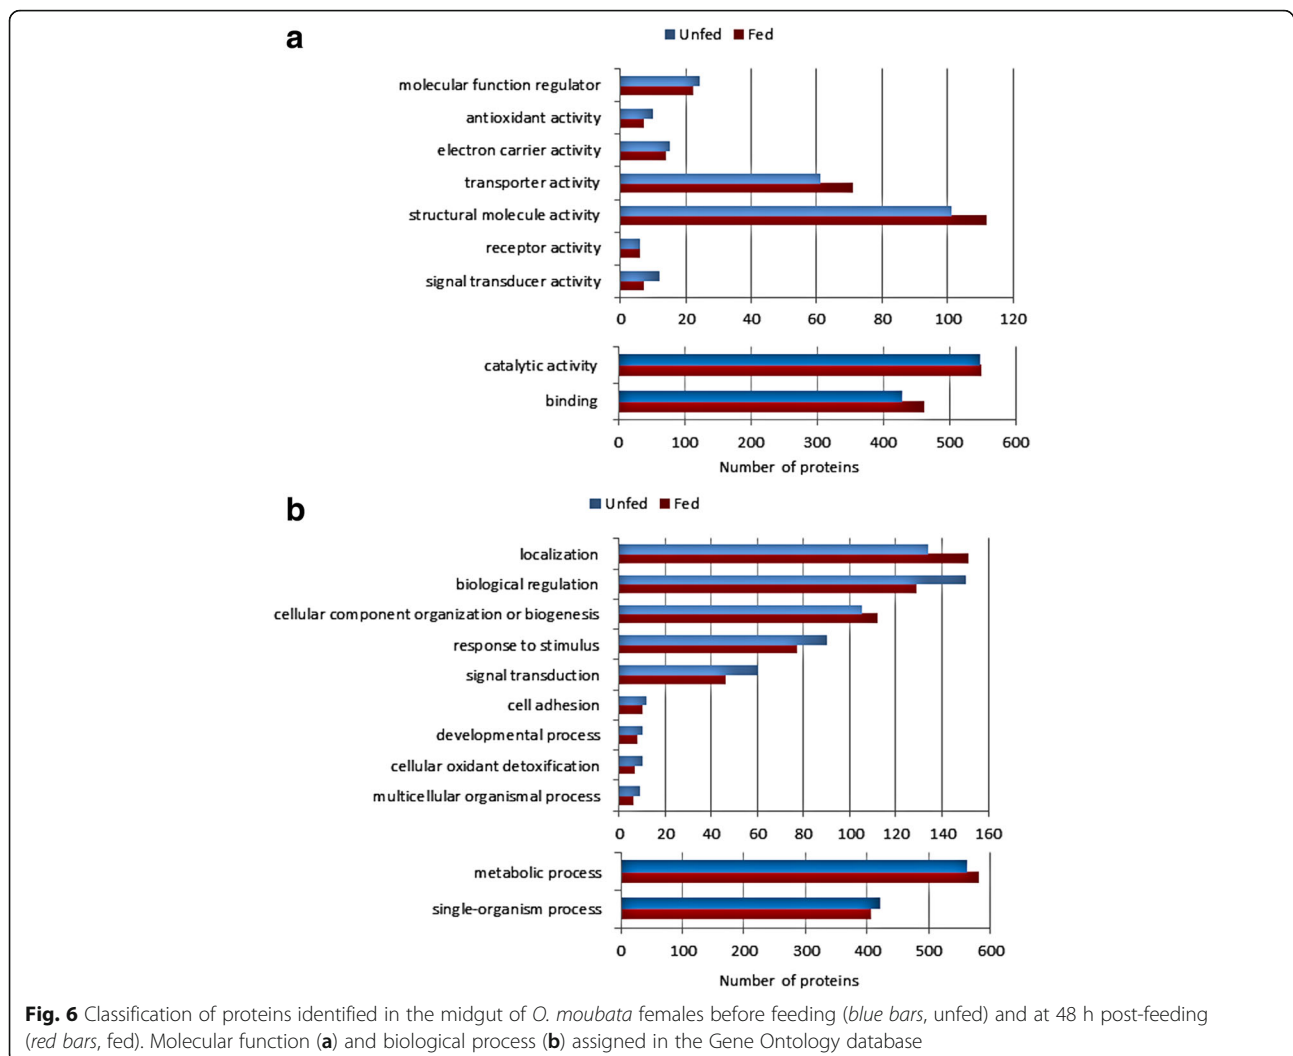 a
Unfed Fed
molecular function regulator
antioxidant activity
electron carrier activity
transporter activity
structural molecule activity
receptor activity
signal transducer activity
0 20 40 60 80 100 120
catalytic activity
binding
0 100 200 300 400 500 600
Number of proteins
b
Unfed Fed
localization
biological regulation
cellular component organization or biogenesis
response to stimulus
signal transduction
cell adhesion
developmental process
cellular oxidant detoxification
multicellular organismal process
0 20 40 60 80 100 120 140 160
metabolic process
single-organism process
0 100 200 300 400 500 600
Number of proteins
Fig. 6 Classification of proteins identified in the midgut of O. moubata females before feeding (blue bars, unfed) and at 48 h post-feeding
(red bars, fed). Molecular function (a) and biological process (b) assigned in the Gene Ontology database